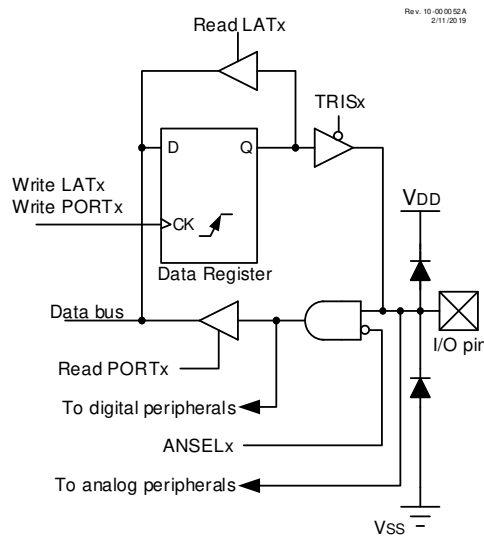 Rev. 10-000052A
2/11/2019
Read LATx
TRISx
D
Q
Write LATx
Write PORTx
CK
VDD
Data Register
Data bus
I/O pin
Read PORTx
To digital peripherals
ANSELx
To analog peripherals
VSS